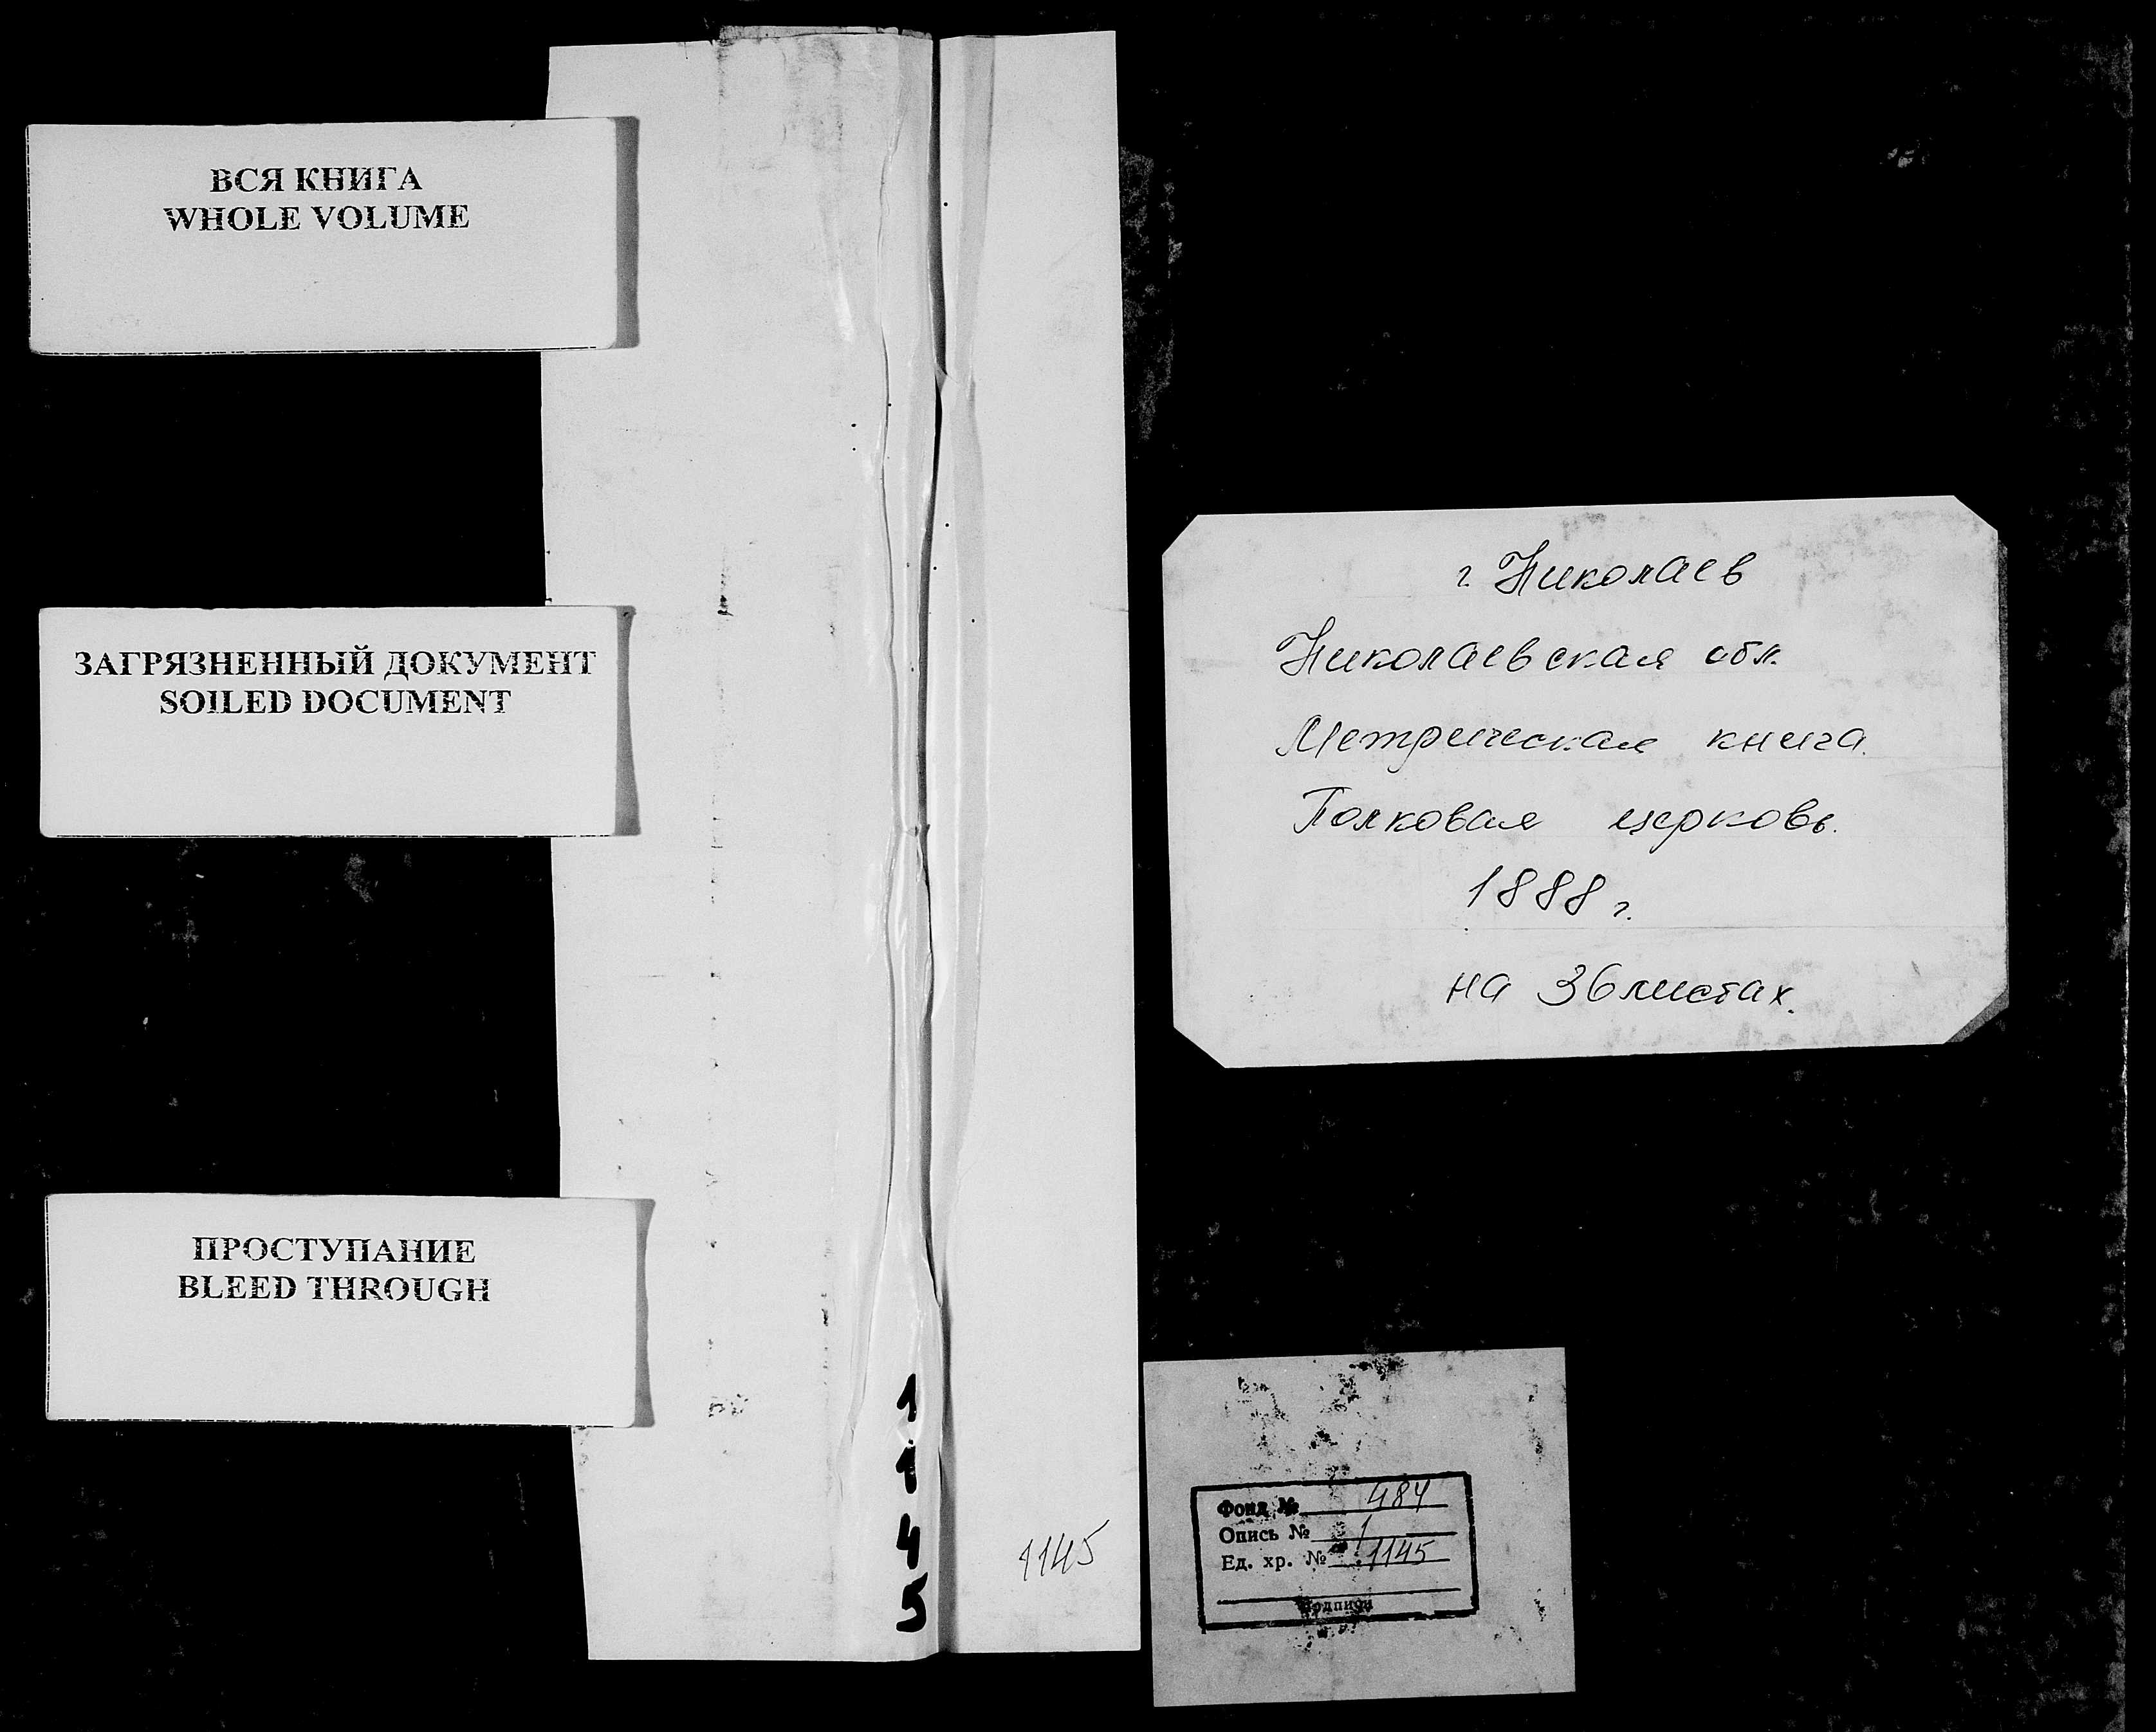 ВСЯ КНИГА
WHOLE VOLUME
ЗАГРЯЗНЕННЫЙ ДОКУМЕНТ
SOILED DOCUMENT
ПРОСТУПАНИЕ
BLEED THROUGH
1
1
4
5
1145
г Николаев
Николаевская обл.
Метрическая книга.
Полковая церковь.
1888 г.
на 36 листах.
Фонд № 484
Опись № 1
Ед. хр. № 1145
Подписи